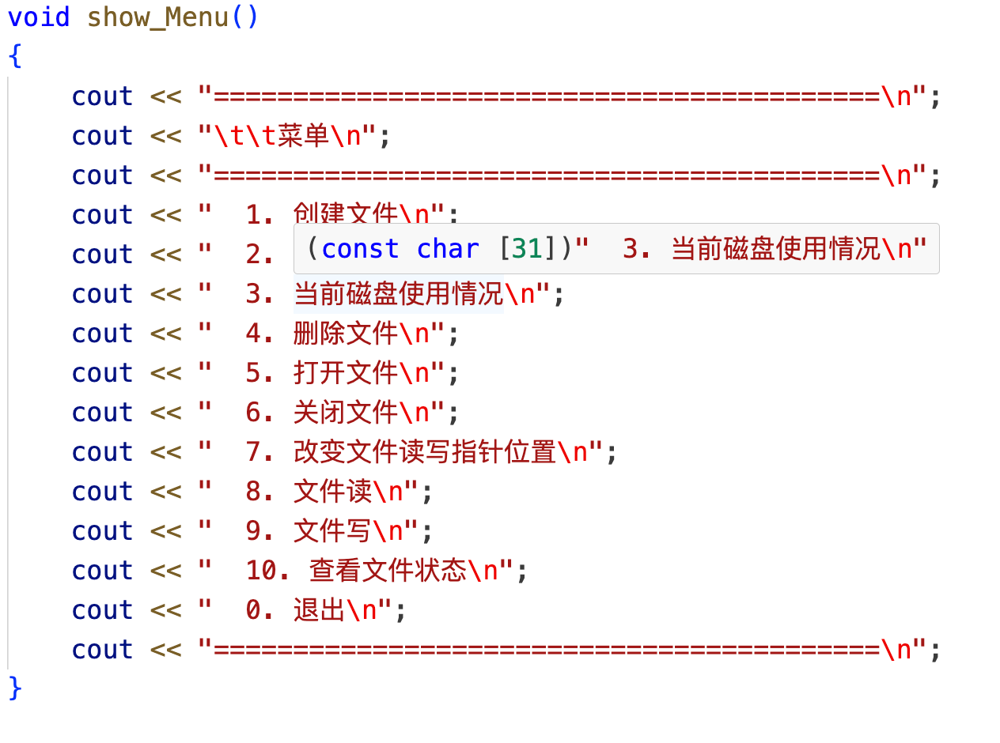 void show_Menu()
{
    cout << "==========================================\n";
    cout << "\t\t菜单\n";
    cout << "==========================================\n";
    cout << "  1. 创建文件\n";
    cout << "  2.
(const char [31])"  3. 当前磁盘使用情况\n"
    cout << "  3. 当前磁盘使用情况\n";
    cout << "  4. 删除文件\n";
    cout << "  5. 打开文件\n";
    cout << "  6. 关闭文件\n";
    cout << "  7. 改变文件读写指针位置\n";
    cout << "  8. 文件读\n";
    cout << "  9. 文件写\n";
    cout << "  10. 查看文件状态\n";
    cout << "  0. 退出\n";
    cout << "==========================================\n";
}